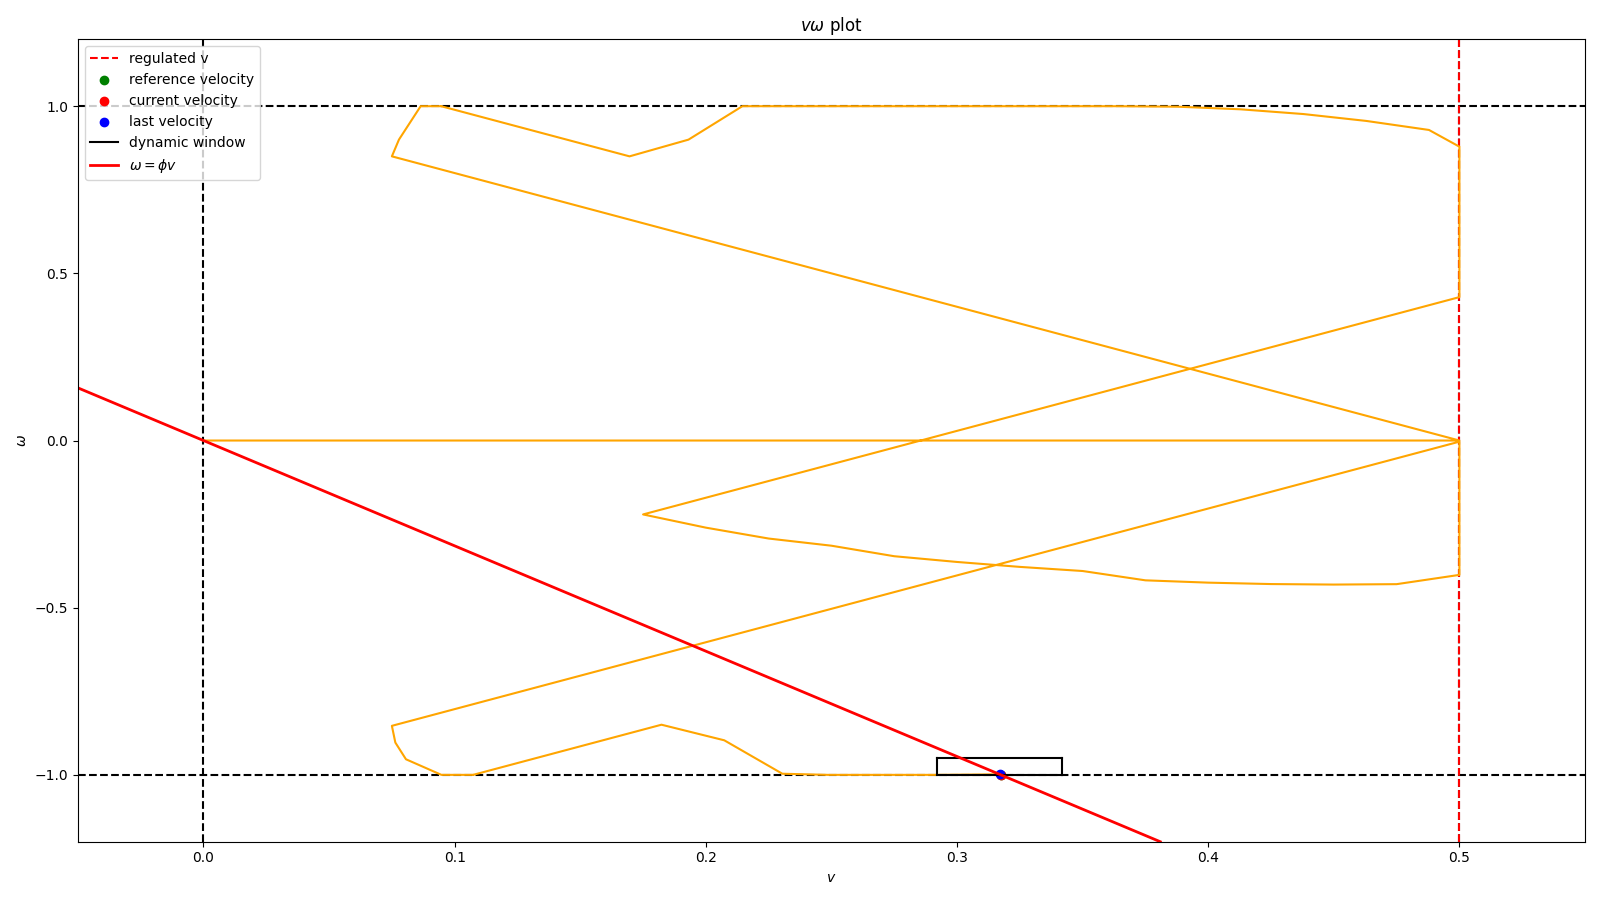 vω plot
regulated v
reference velocity
current velocity
last velocity
dynamic window
ω = ϕv
1.0
0.5
0.0
−0.5
−1.0
ω
0.0 0.1 0.2 0.3 0.4 0.5
v